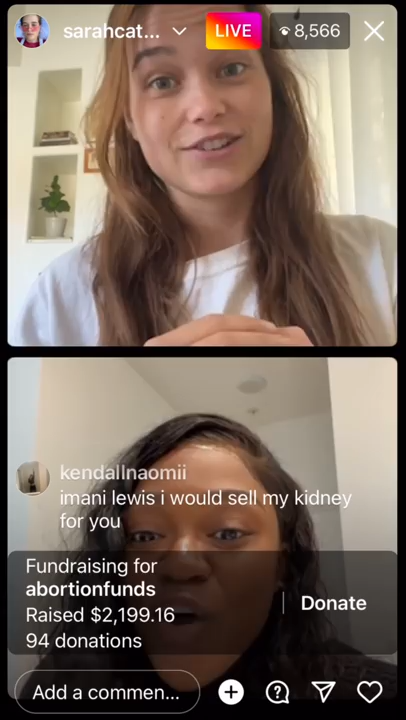 sarahcat...
LIVE
8,566
kendallnaomii
imani lewis i would sell my kidney
for you
Fundraising for
abortionfunds
Raised $2,199.16
94 donations
Donate
Add a commen...